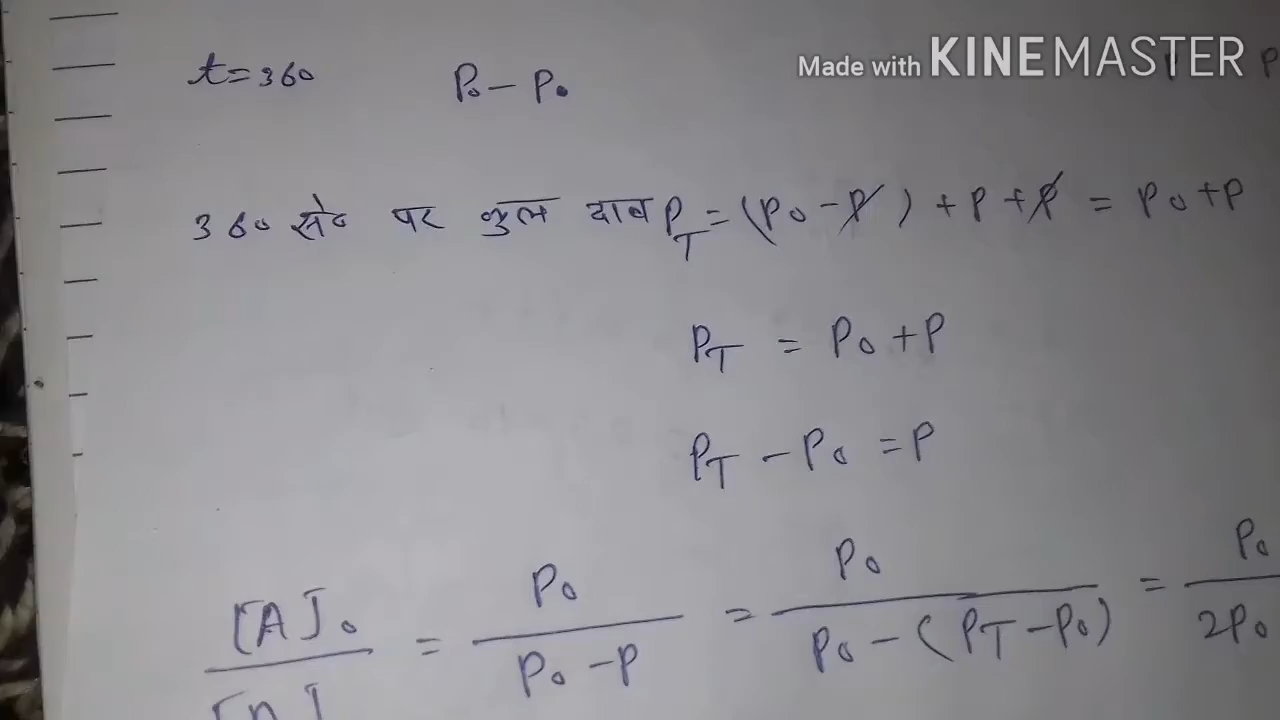 Made with KINEMASTER
t=360 P₀-P₀ P P
360 से० पर कुल दाब P_T = (P₀-P) + P + P = P₀+P
P_T = P₀+P
P_T - P₀ = P
[A]₀ / [A] = P₀ / P₀-P = P₀ / P₀-(P_T-P₀) = P₀ / 2P₀